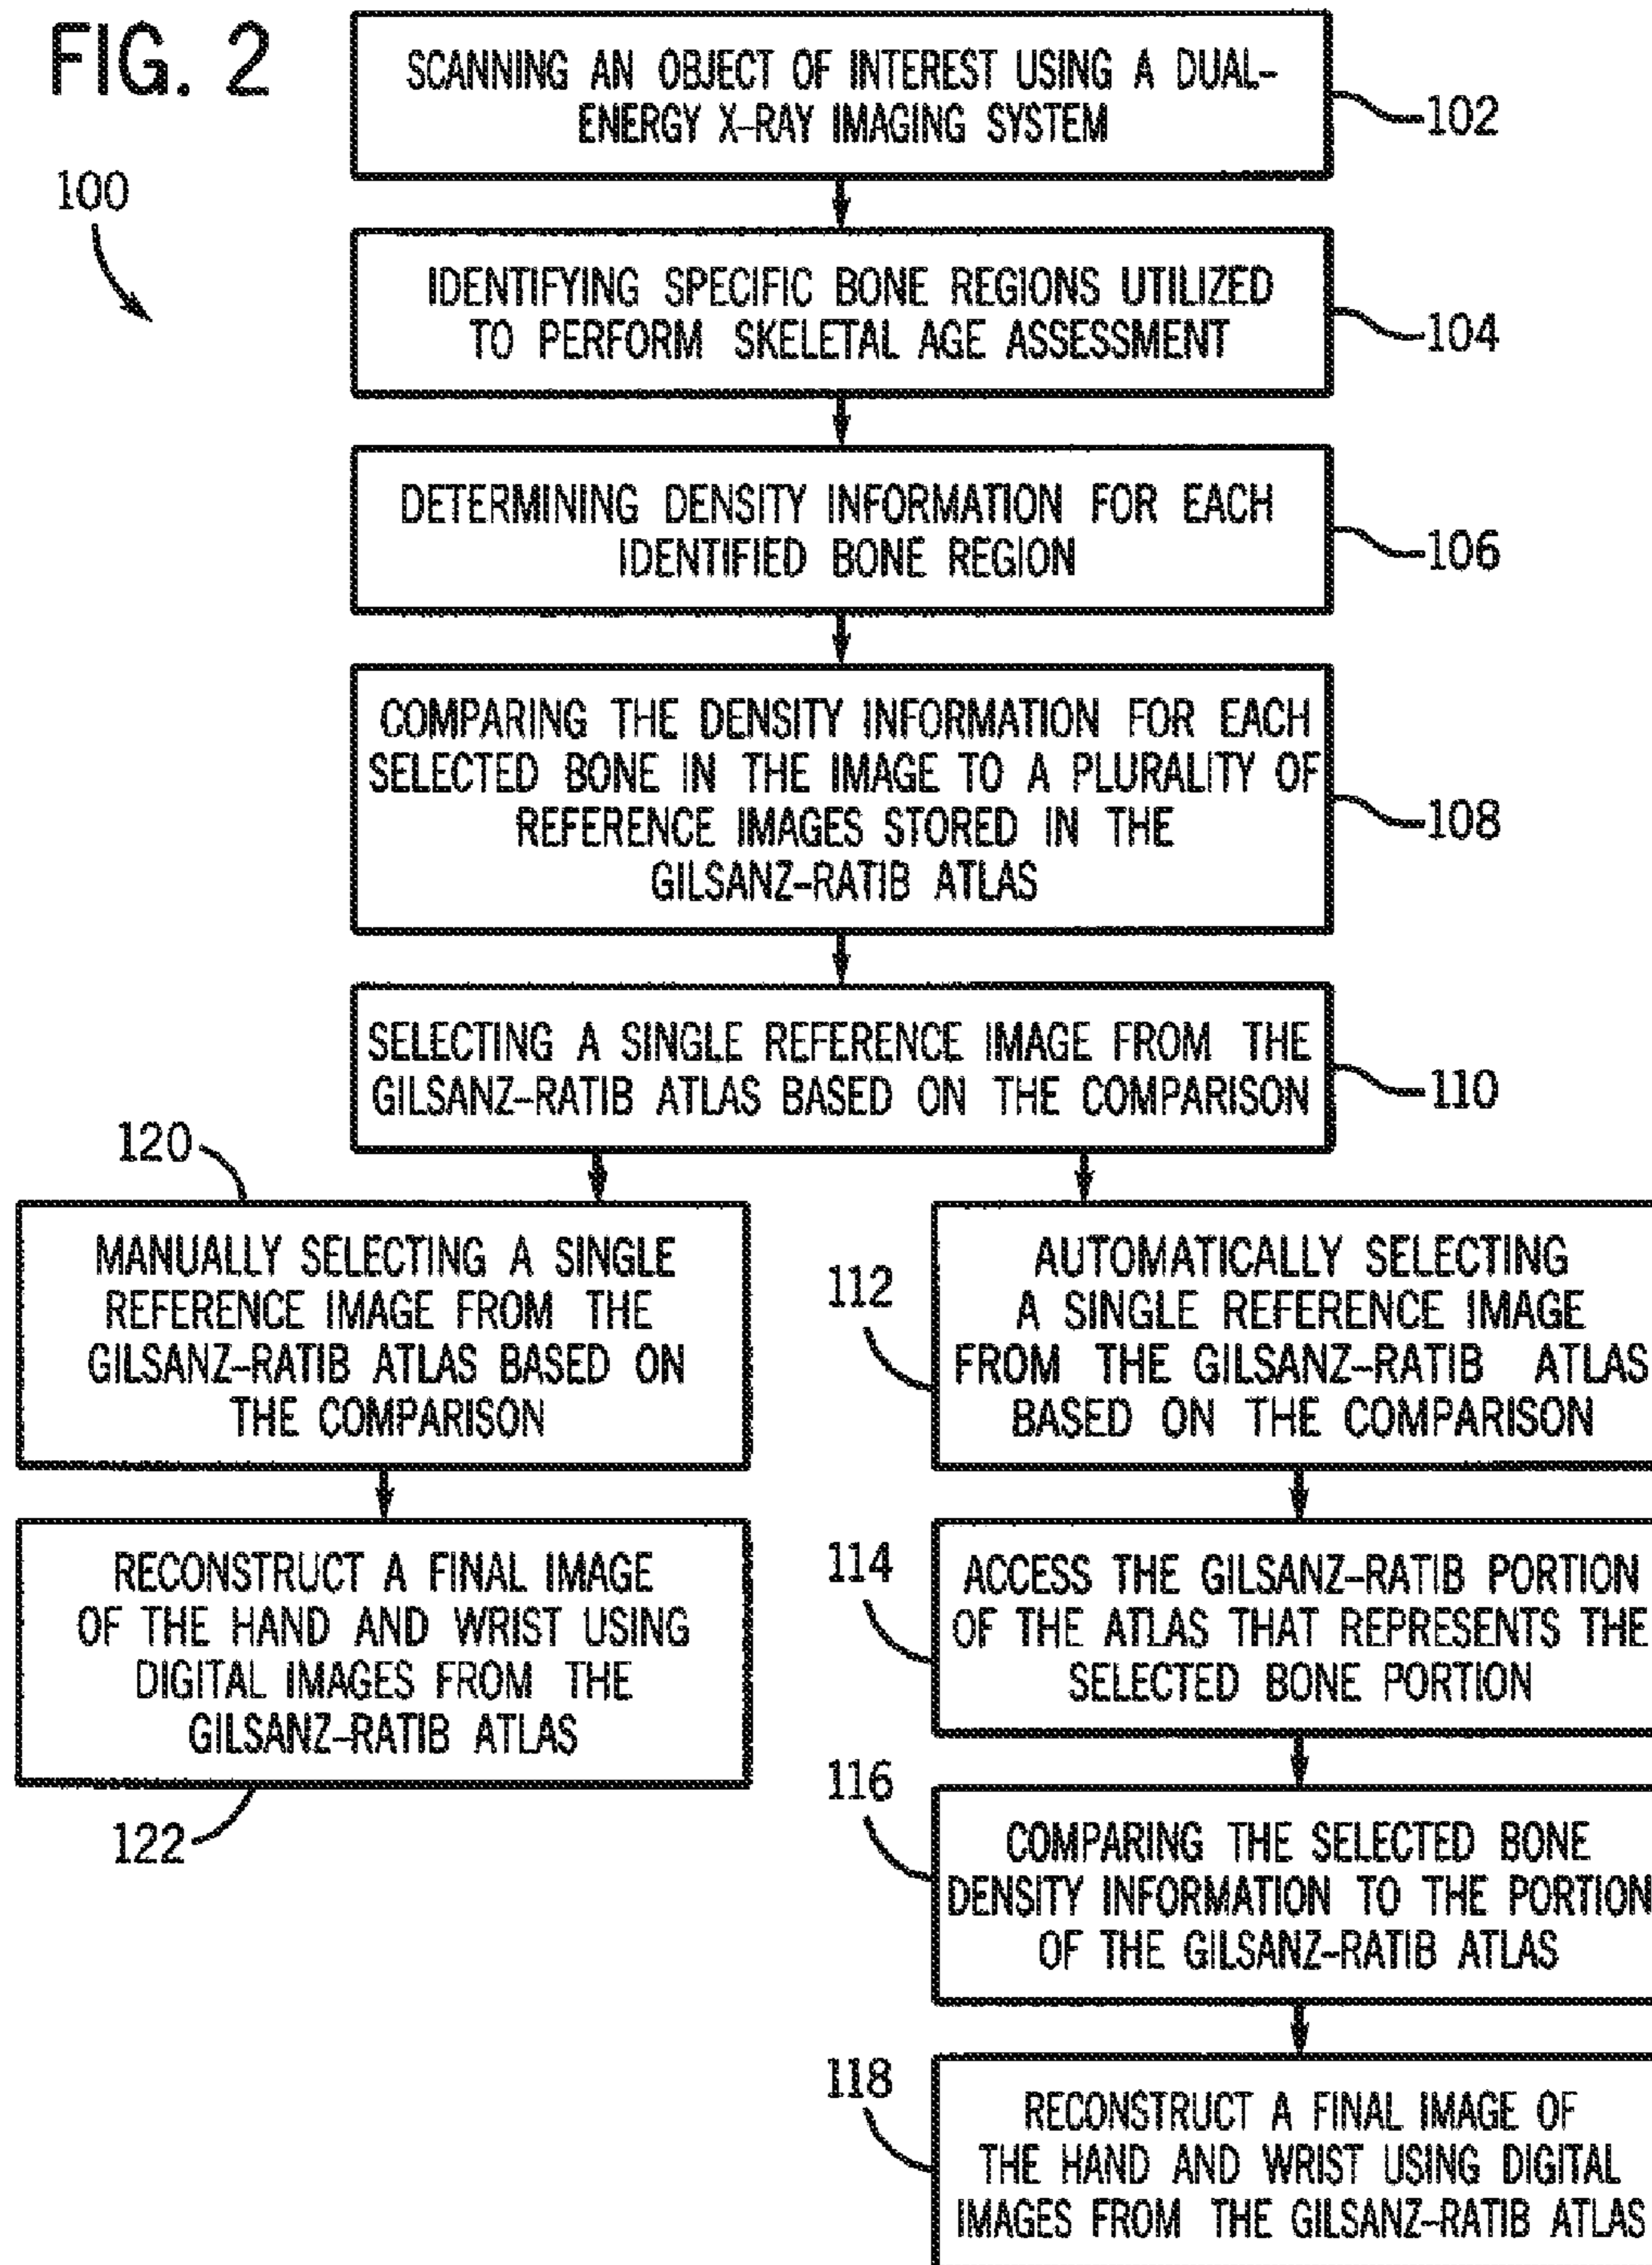 FIG. 2
SCANNING AN OBJECT OF INTEREST USING A DUAL-
ENERGY X-RAY IMAGING SYSTEM
102
100
IDENTIFYING SPECIFIC BONE REGIONS UTILIZED
TO PERFORM SKELETAL AGE ASSESSMENT
104
DETERMINING DENSITY INFORMATION FOR EACH
IDENTIFIED BONE REGION
106
COMPARING THE DENSITY INFORMATION FOR EACH
SELECTED BONE IN THE IMAGE TO A PLURALITY OF
REFERENCE IMAGES STORED IN THE
GILSANZ-RATIB ATLAS
108
SELECTING A SINGLE REFERENCE IMAGE FROM THE
GILSANZ-RATIB ATLAS BASED ON THE COMPARISON
110
120
MANUALLY SELECTING A SINGLE
REFERENCE IMAGE FROM THE
GILSANZ-RATIB ATLAS BASED ON
THE COMPARISON
RECONSTRUCT A FINAL IMAGE
OF THE HAND AND WRIST USING
DIGITAL IMAGES FROM THE
GILSANZ-RATIB ATLAS
122
112
AUTOMATICALLY SELECTING
A SINGLE REFERENCE IMAGE
FROM THE GILSANZ-RATIB ATLAS
BASED ON THE COMPARISON
114
ACCESS THE GILSANZ-RATIB PORTION
OF THE ATLAS THAT REPRESENTS THE
SELECTED BONE PORTION
116
COMPARING THE SELECTED BONE
DENSITY INFORMATION TO THE PORTION
OF THE GILSANZ-RATIB ATLAS
118
RECONSTRUCT A FINAL IMAGE OF
THE HAND AND WRIST USING DIGITAL
IMAGES FROM THE GILSANZ-RATIB ATLAS